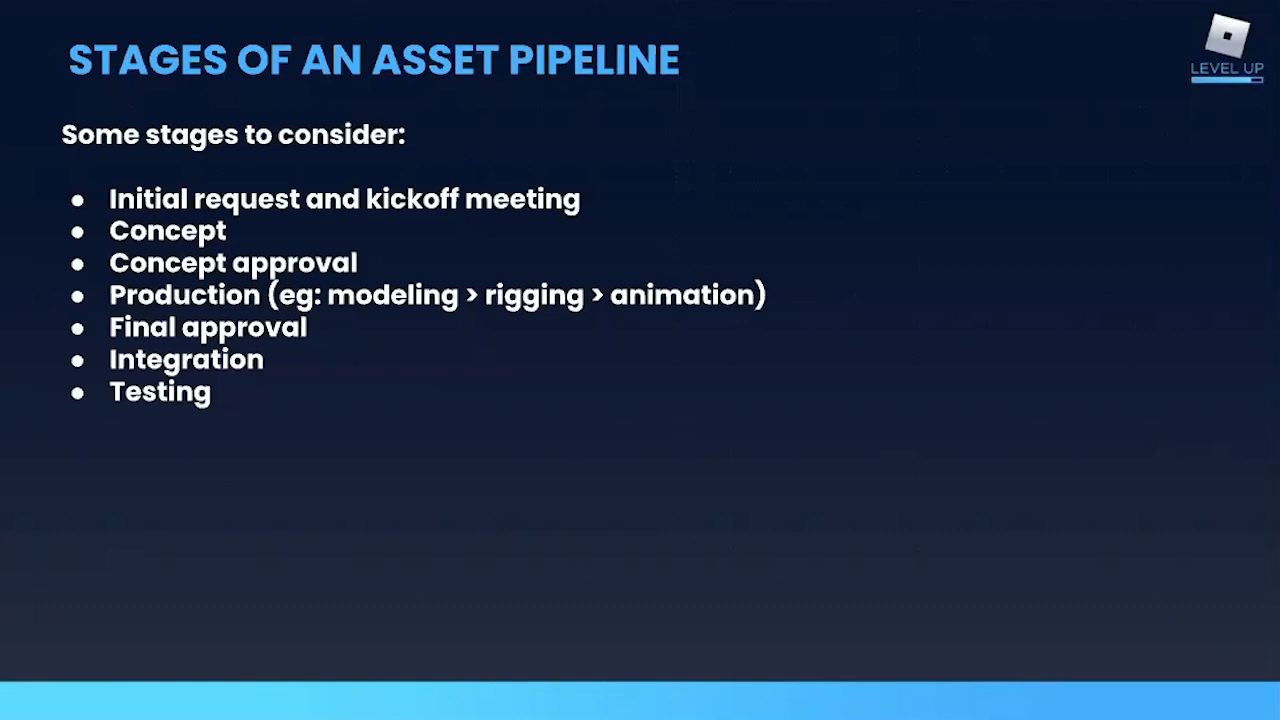 STAGES OF AN ASSET PIPELINE
LEVEL UP
Some stages to consider:
● Initial request and kickoff meeting
● Concept
● Concept approval
● Production (eg: modeling > rigging > animation)
● Final approval
● Integration
● Testing